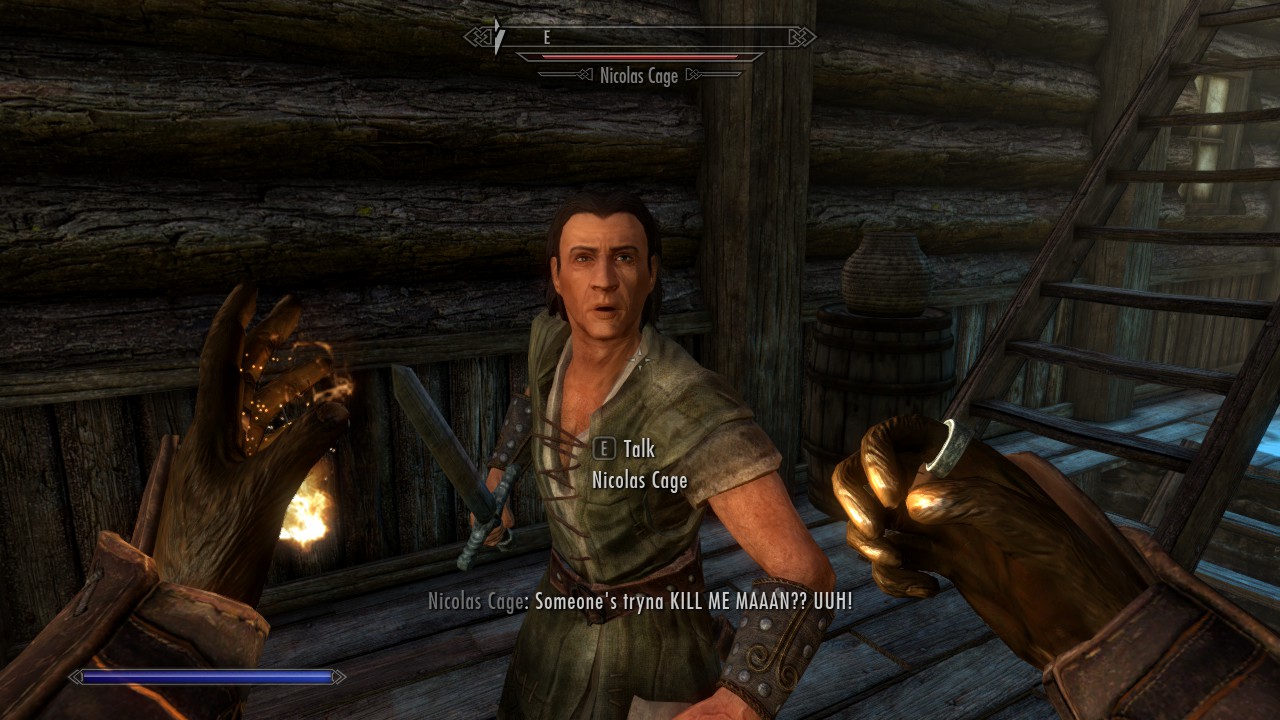 E
Nicolas Cage
E Talk
Nicolas Cage
Nicolas Cage: Someone's tryna KILL ME MAAAN?? UUH!